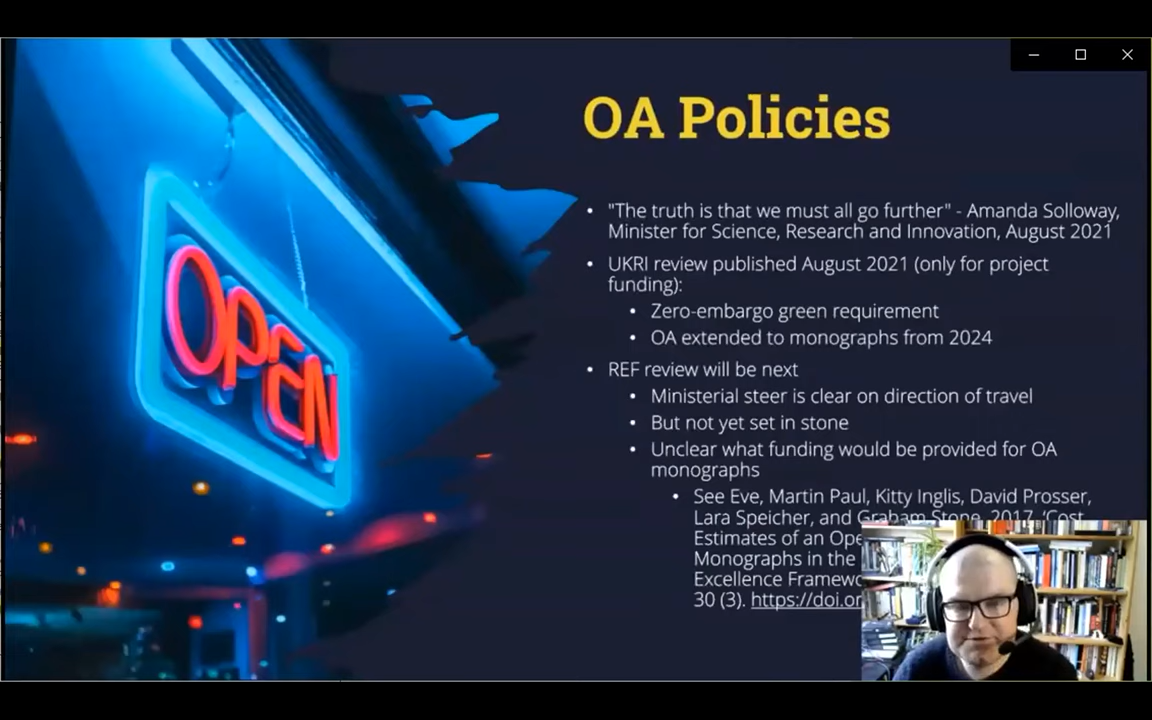 OPEN
OA Policies
• "The truth is that we must all go further" - Amanda Solloway,
Minister for Science, Research and Innovation, August 2021
• UKRI review published August 2021 (only for project
funding):
• Zero-embargo green requirement
• OA extended to monographs from 2024
• REF review will be next
• Ministerial steer is clear on direction of travel
• But not yet set in stone
• Unclear what funding would be provided for OA
monographs
• See Eve, Martin Paul, Kitty Inglis, David Prosser,
Lara Speicher, and Graham Stone. 2017. ‘Cost
Estimates of an
Monographs in the
Excellence
30 (3).